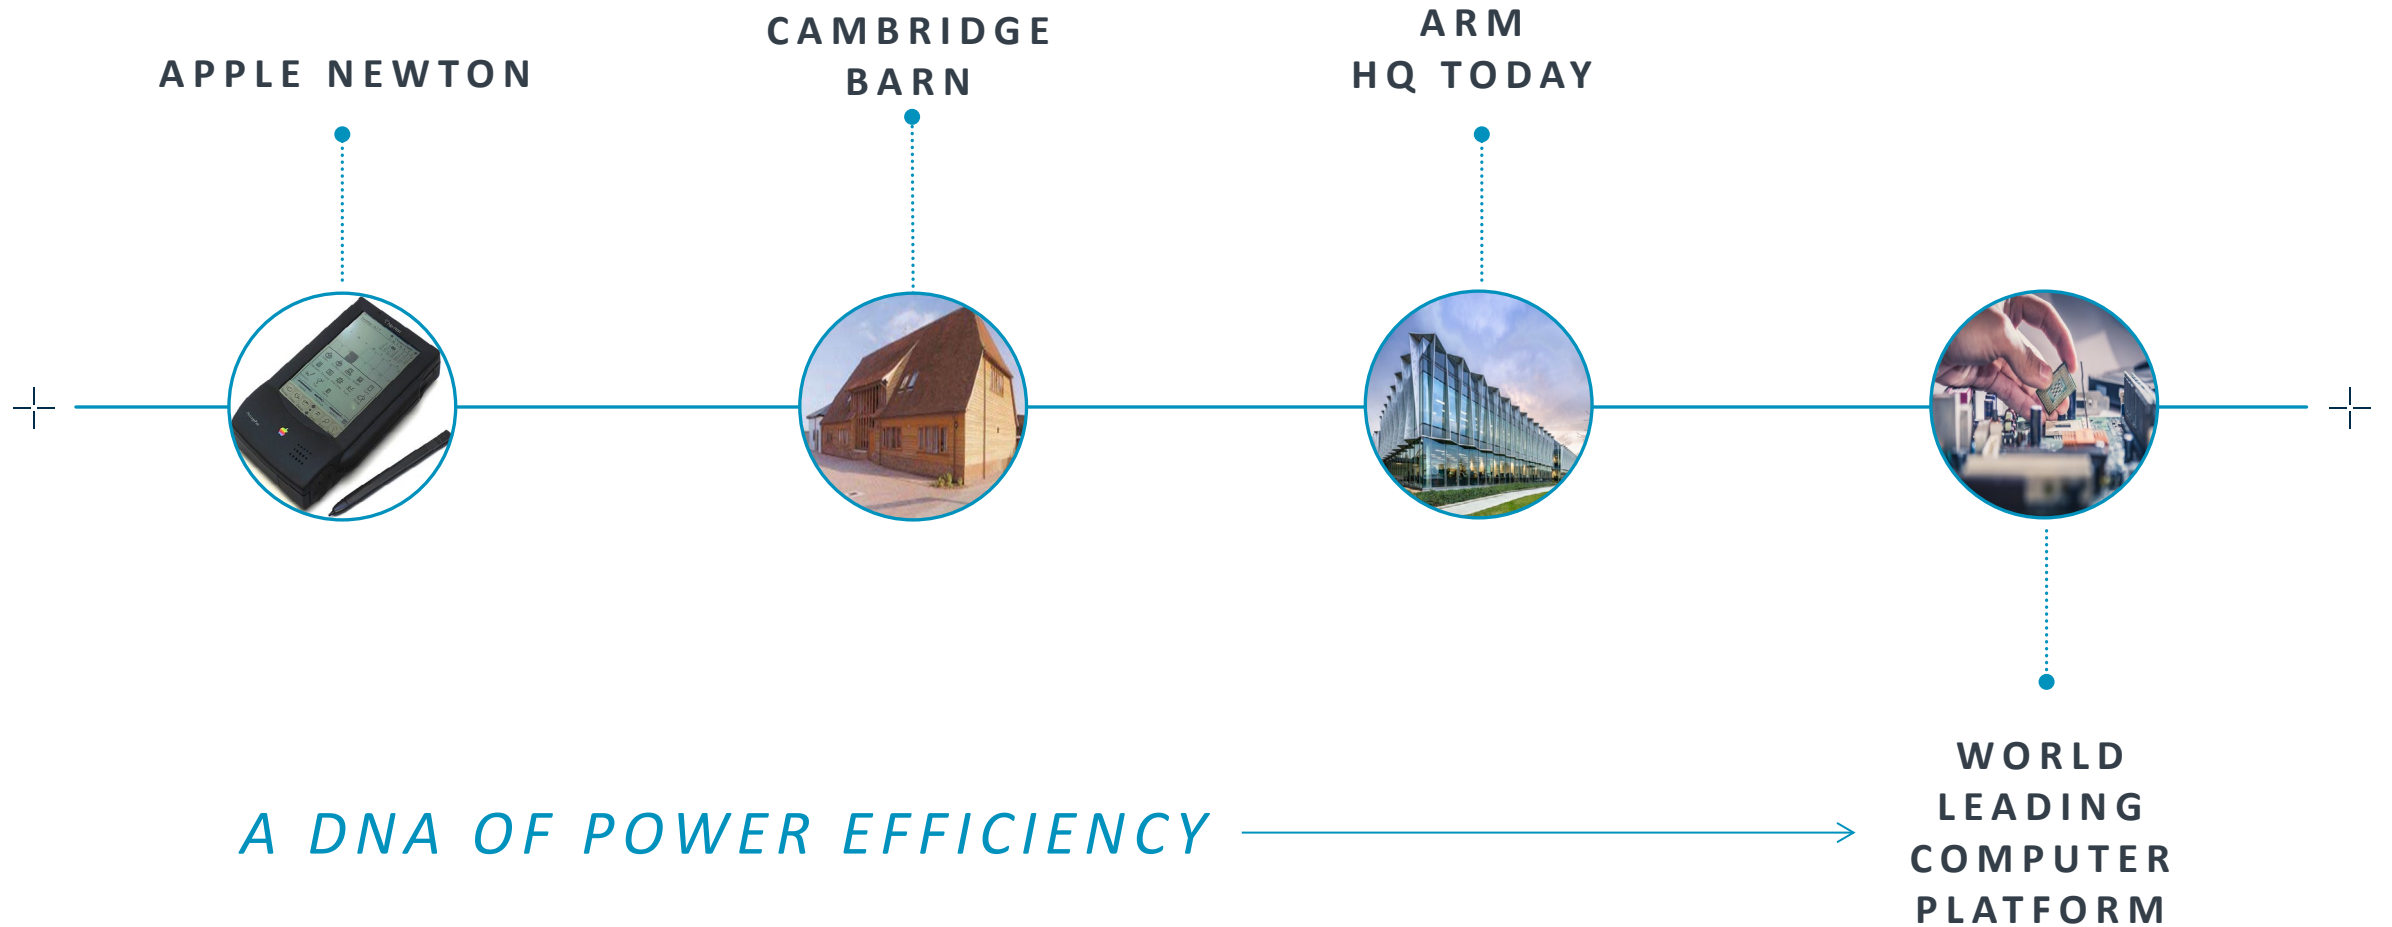 APPLE NEWTON
CAMBRIDGE
BARN
ARM
HQ TODAY
A DNA OF POWER EFFICIENCY
WORLD
LEADING
COMPUTER
PLATFORM